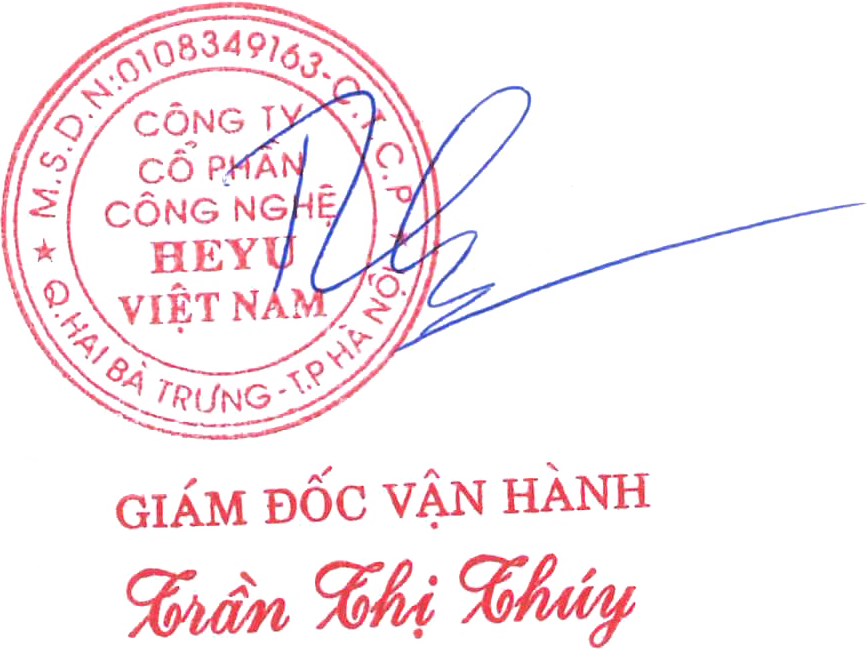 M.S.D.N:0108349163-C.T.C.P
CÔNG TY
CỔ PHẦN
CÔNG NGHỆ
HEYU
VIỆT NAM
★ Q.HAI BÀ TRƯNG - T.P HÀ NỘI ★
GIÁM ĐỐC VẬN HÀNH
Trần Thị Thúy